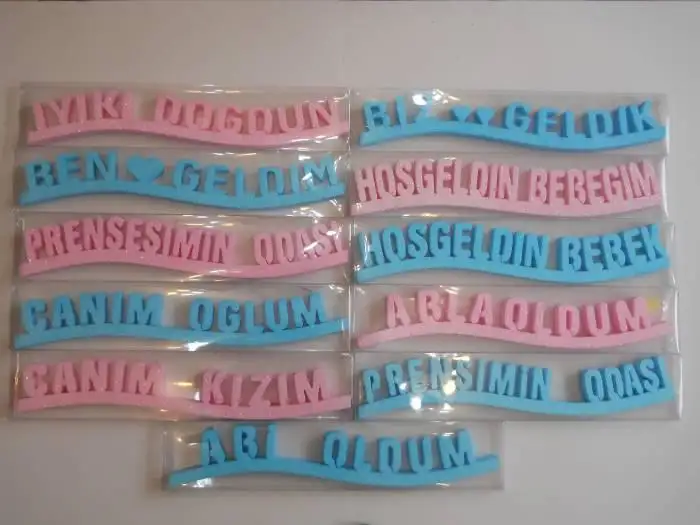 IYIKI DOGDUN
BIZ GELDIK
BEN GELDIM
HOSGELDIN BEBEGIM
PRENSESIMIN ODASI
HOSGELDIN BEBEK
CANIM OGLUM
ABLA OLDUM
CANIM KIZIM
PRENSIMIN ODASI
ABI OLDUM